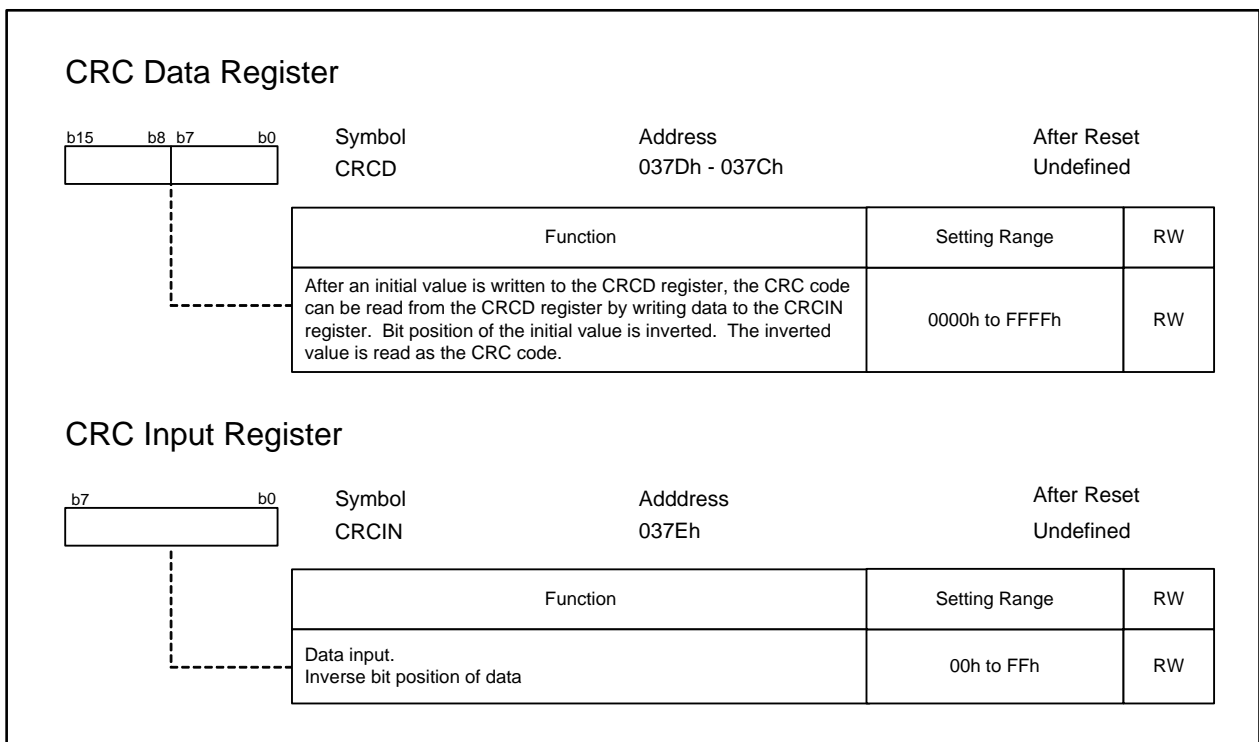 CRC Data Register
b15 b8 b7 b0 Symbol Address After Reset
CRCD 037Dh - 037Ch Undefined
Function Setting Range RW
After an initial value is written to the CRCD register, the CRC code
can be read from the CRCD register by writing data to the CRCIN
register. Bit position of the initial value is inverted. The inverted
value is read as the CRC code.
0000h to FFFFh RW
CRC Input Register
b7 b0 Symbol Adddress After Reset
CRCIN 037Eh Undefined
Function Setting Range RW
Data input.
Inverse bit position of data
00h to FFh RW